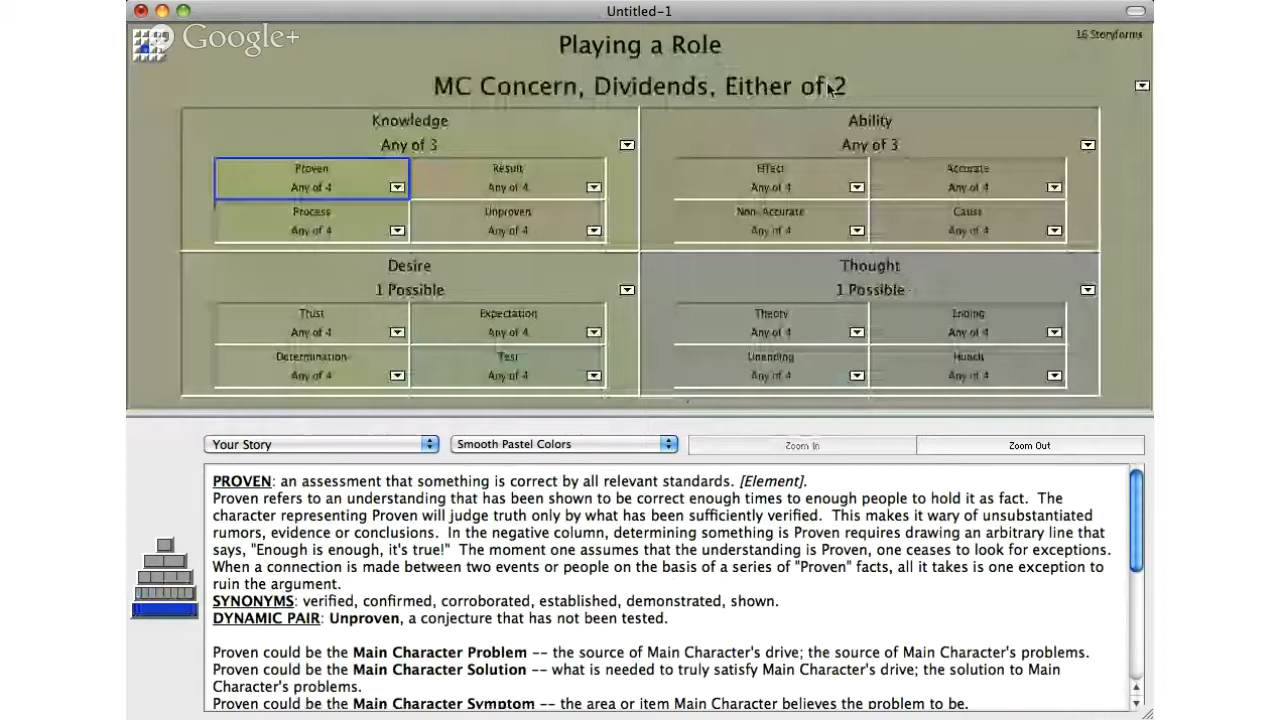 Untitled-1
Google+
16 Storyforms
Playing a Role
MC Concern, Dividends, Either of 2
Knowledge
Any of 3
Ability
Any of 3
Proven
Any of 4
Result
Any of 4
Effect
Any of 4
Accurate
Any of 4
Process
Any of 4
Unproven
Any of 4
Non-Accurate
Any of 4
Cause
Any of 4
Desire
1 Possible
Thought
1 Possible
Trust
Any of 4
Expectation
Any of 4
Theory
Any of 4
Ending
Any of 4
Determination
Any of 4
Test
Any of 4
Unending
Any of 4
Hunch
Any of 4
Your Story
Smooth Pastel Colors
Zoom In
Zoom Out
PROVEN: an assessment that something is correct by all relevant standards. [Element].
Proven refers to an understanding that has been shown to be correct enough times to enough people to hold it as fact. The
character representing Proven will judge truth only by what has been sufficiently verified. This makes it wary of unsubstantiated
rumors, evidence or conclusions. In the negative column, determining something is Proven requires drawing an arbitrary line that
says, "Enough is enough, it's true!" The moment one assumes that the understanding is Proven, one ceases to look for exceptions.
When a connection is made between two events or people on the basis of a series of "Proven" facts, all it takes is one exception to
ruin the argument.
SYNONYMS: verified, confirmed, corroborated, established, demonstrated, shown.
DYNAMIC PAIR: Unproven, a conjecture that has not been tested.
Proven could be the Main Character Problem -- the source of Main Character's drive; the source of Main Character's problems.
Proven could be the Main Character Solution -- what is needed to truly satisfy Main Character's drive; the solution to Main
Character's problems.
Proven could be the Main Character Symptom -- the area or item Main Character believes the problem to be.